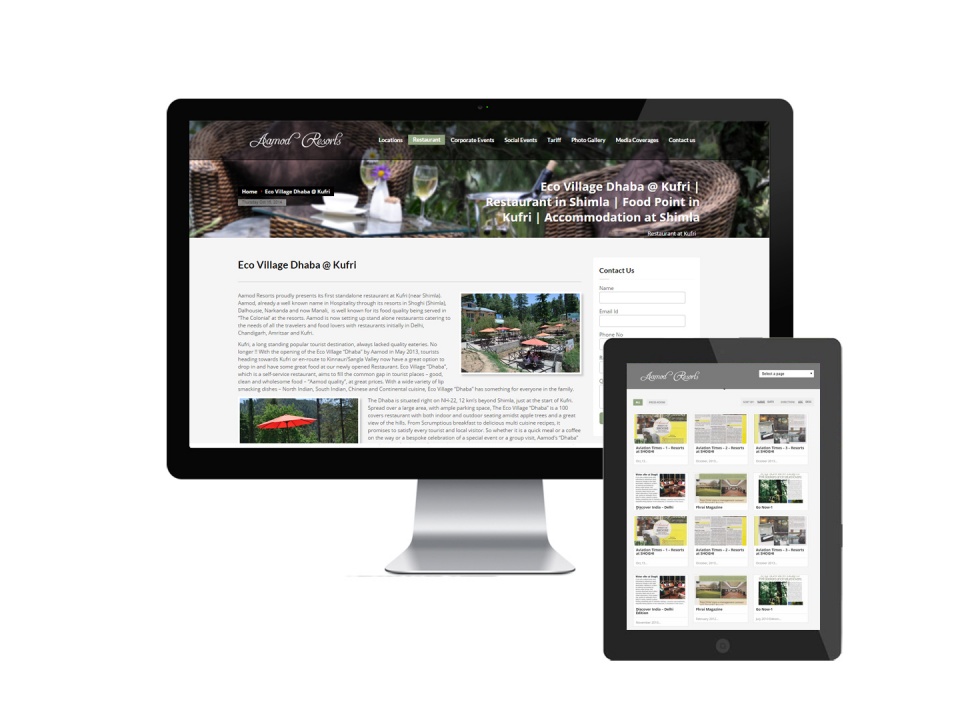 Aamod Resorts
Locations Restaurant Corporate Events Social Events Tariff Photo Gallery Media Coverages Contact us
Home Eco Village Dhaba @ Kufri
Eco Village Dhaba @ Kufri |
Restaurant in Shimla | Food Point in
Kufri | Accommodation at Shimla
Restaurant at Kufri
Eco Village Dhaba @ Kufri
Aamod Resorts proudly presents its first standalone restaurant at Kufri (near Shimla).
Aamod, already a well known name in Hospitality through its resorts in Shoghi (Shimla),
Dalhousie, Narkanda and now Manali, is well known for its food quality being served in
"The Colonial" at the resorts. Aamod is now setting up stand alone restaurants catering to
the needs of all the travelers and food lovers with restaurants initially in Delhi,
Chandigarh, Amritsar and Kufri.
Kufri, a long standing popular tourist destination, always lacked quality eateries. No
longer !! With the opening of the Eco Village "Dhaba" by Aamod in May 2013, tourists
heading towards Kufri or en-route to Kinnaur/Sangla Valley now have a great option to
drop in and have some great food at our newly opened Restaurant. Eco Village "Dhaba",
which is a self-service restaurant, aims to fill the common gap in tourist places – good,
clean and wholesome food – "Aamod quality", at great prices. With a wide variety of lip
smacking dishes – North Indian, South Indian, Chinese and Continental cuisine, Eco Village "Dhaba" has something for everyone in the family.
The Dhaba is situated right on NH-22, 12 km's beyond Shimla, just at the start of Kufri.
Spread over a large area, with ample parking space, The Eco Village "Dhaba" is a 100
covers restaurant with both indoor and outdoor seating amidst apple trees and a great
view of the hills. From Scrumptious breakfast to delicious multi cuisine recipes, it
promises to satisfy every tourist and local visitor. So whether it is a quick meal or a coffee
on the way or a bespoke celebration of a special event or a group visit, Aamod's "Dhaba"
Contact Us
Name
Email Id
Phone No
Aamod Resorts
Select a page
Aviation Times – 1 – Resorts
at SHOGHI
Aviation Times – 2 – Resorts
at SHOGHI
Aviation Times – 3 – Resorts
at SHOGHI
Discover India – Delhi
Phral Magazine
Go Now-1
Aviation Times – 1 – Resorts
at SHOGHI
Aviation Times – 2 – Resorts
at SHOGHI
Aviation Times – 3 – Resorts
at SHOGHI
Discover India – Delhi
Edition
Phral Magazine
Go Now-1